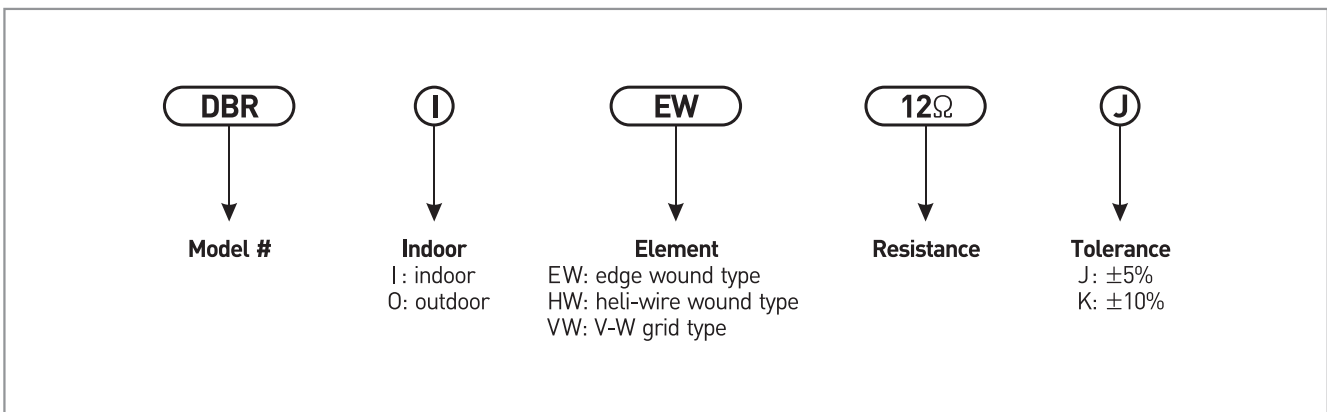 DBR I EW 12Ω J
Model # Indoor Element Resistance Tolerance
I: indoor EW: edge wound type J: ±5%
O: outdoor HW: heli-wire wound type K: ±10%
VW: V-W grid type